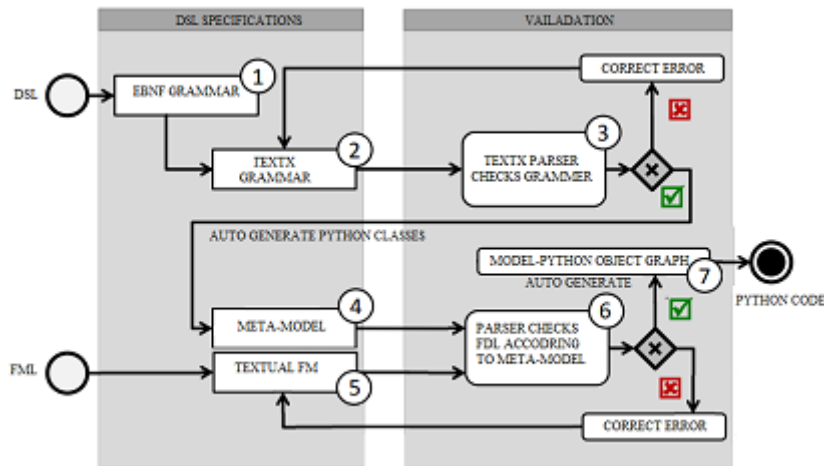 DSL SPECIFICATIONS
VAILADATION
DSL
EBNF GRAMMAR
1
CORRECT ERROR
TEXTX
GRAMMAR
2
TEXTX PARSER
CHECKS GRAMMER
3
AUTO GENERATE PYTHON CLASSES
MODEL-PYTHON OBJECT GRAPH
7
AUTO GENERATE
PYTHON CODE
META-MODEL
4
PARSER CHECKS
FDL ACCODRING
TO META-MODEL
6
FML
TEXTUAL FM
5
CORRECT ERROR